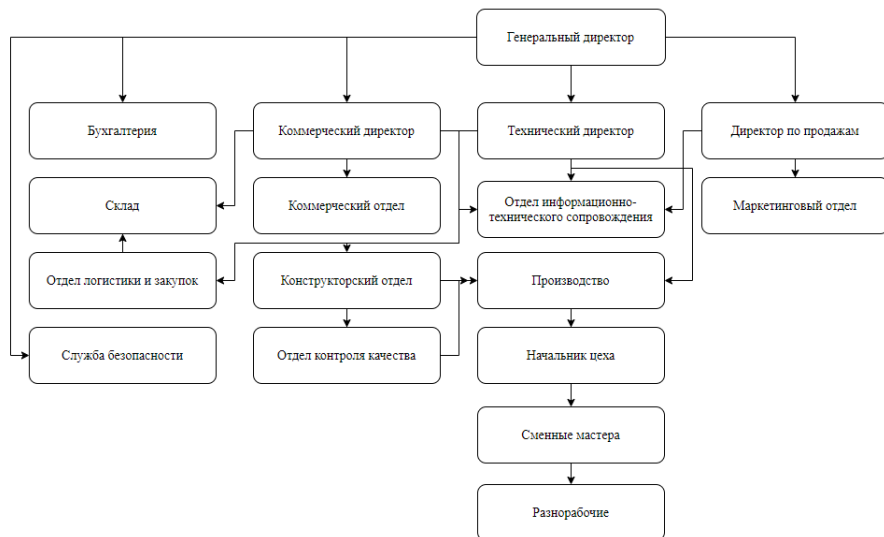 Генеральный директор
Бухгалтерия
Коммерческий директор
Технический директор
Директор по продажам
Склад
Коммерческий отдел
Отдел информационно-
технического сопровождения
Маркетинговый отдел
Отдел логистики и закупок
Конструкторский отдел
Производство
Служба безопасности
Отдел контроля качества
Начальник цеха
Сменные мастера
Разнорабочие